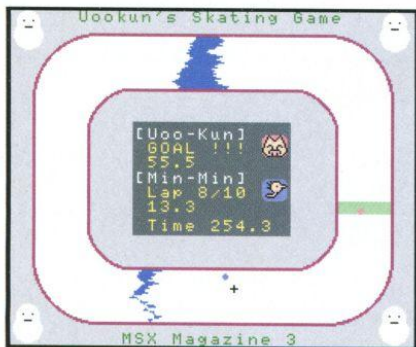 Uookun's Skating Game
[Uoo-Kun]
GOAL !!!
55.5
[Min-Min]
Lap 8/10
13.3
Time 254.3
MSX Magazine 3